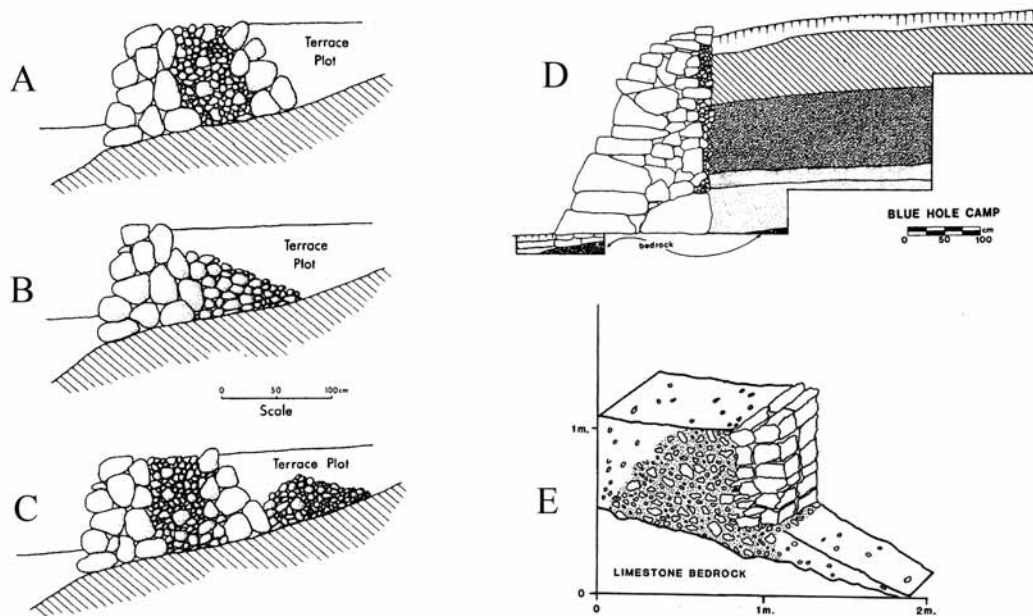 A
Terrace
Plot
B
Terrace
Plot
0 50 100cm
Scale
C
Terrace Plot
D
BLUE HOLE CAMP
0 50 100 cm
bedrock
E
1m.
LIMESTONE BEDROCK
0
0 1m. 2m.